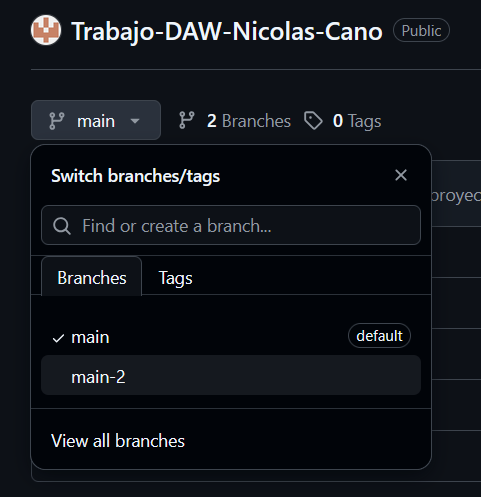 Trabajo-DAW-Nicolas-Cano Public
main 2 Branches 0 Tags
Switch branches/tags
Find or create a branch...
Branches Tags
main default
main-2
View all branches